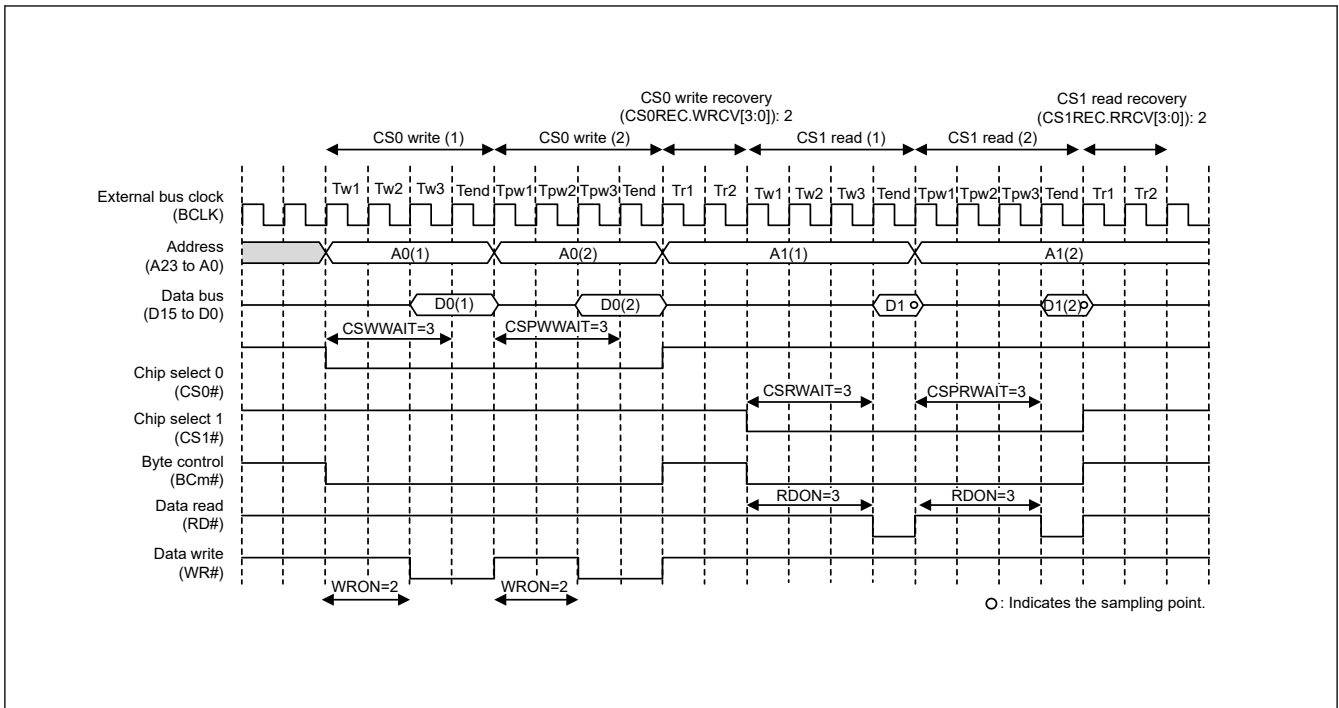 CS0 write recovery
(CS0REC.WRCV[3:0]): 2
CS1 read recovery
(CS1REC.RRCV[3:0]): 2
CS0 write (1)
CS0 write (2)
CS1 read (1)
CS1 read (2)
External bus clock
(BCLK)
Tw1 Tw2 Tw3 Tend Tpw1 Tpw2 Tpw3 Tend Tr1 Tr2 Tw1 Tw2 Tw3 Tend Tpw1 Tpw2 Tpw3 Tend Tr1 Tr2
Address
(A23 to A0)
A0(1) A0(2) A1(1) A1(2)
Data bus
(D15 to D0)
D0(1) D0(2) D1 D1(2)
CSWWAIT=3 CSPWWAIT=3
Chip select 0
(CS0#)
CSRWAIT=3 CSPRWAIT=3
Chip select 1
(CS1#)
Byte control
(BCm#)
RDON=3 RDON=3
Data read
(RD#)
Data write
(WR#)
WRON=2 WRON=2
: Indicates the sampling point.